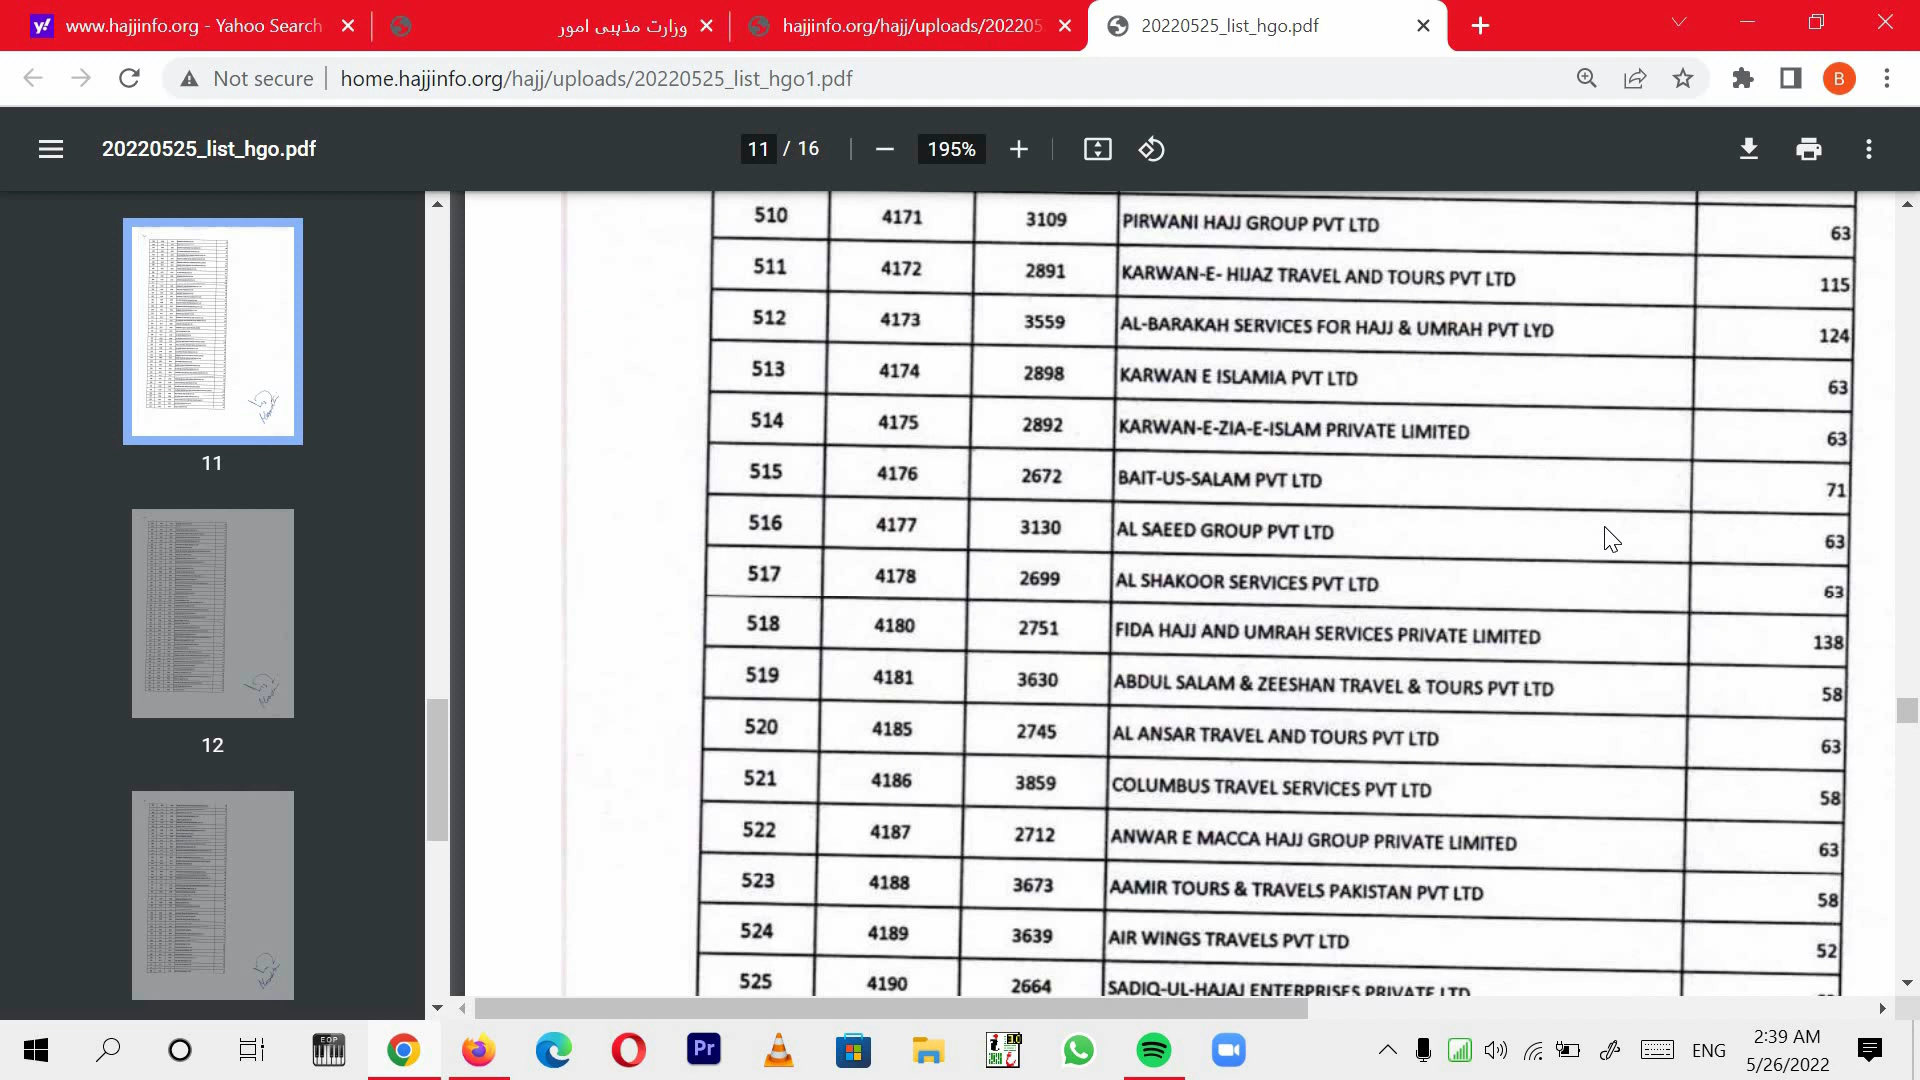 www.hajjinfo.org - Yahoo Search
وزارت مذہبی امور
hajjinfo.org/hajj/uploads/202205
20220525_list_hgo.pdf
Not secure
home.hajjinfo.org/hajj/uploads/20220525_list_hgo1.pdf
B
20220525_list_hgo.pdf
11 / 16
195%
11
12
510 4171 3109 PIRWANI HAJJ GROUP PVT LTD 63
511 4172 2891 KARWAN-E- HIJAZ TRAVEL AND TOURS PVT LTD 115
512 4173 3559 AL-BARAKAH SERVICES FOR HAJJ & UMRAH PVT LYD 124
513 4174 2898 KARWAN E ISLAMIA PVT LTD 63
514 4175 2892 KARWAN-E-ZIA-E-ISLAM PRIVATE LIMITED 63
515 4176 2672 BAIT-US-SALAM PVT LTD 71
516 4177 3130 AL SAEED GROUP PVT LTD 63
517 4178 2699 AL SHAKOOR SERVICES PVT LTD 63
518 4180 2751 FIDA HAJJ AND UMRAH SERVICES PRIVATE LIMITED 138
519 4181 3630 ABDUL SALAM & ZEESHAN TRAVEL & TOURS PVT LTD 58
520 4185 2745 AL ANSAR TRAVEL AND TOURS PVT LTD 63
521 4186 3859 COLUMBUS TRAVEL SERVICES PVT LTD 58
522 4187 2712 ANWAR E MACCA HAJJ GROUP PRIVATE LIMITED 63
523 4188 3673 AAMIR TOURS & TRAVELS PAKISTAN PVT LTD 58
524 4189 3639 AIR WINGS TRAVELS PVT LTD 52
525 4190 2664 SADIQ-UL-HAJAJ ENTERPRISES PRIVATE LTD
EOP
Pr
ENG
2:39 AM
5/26/2022